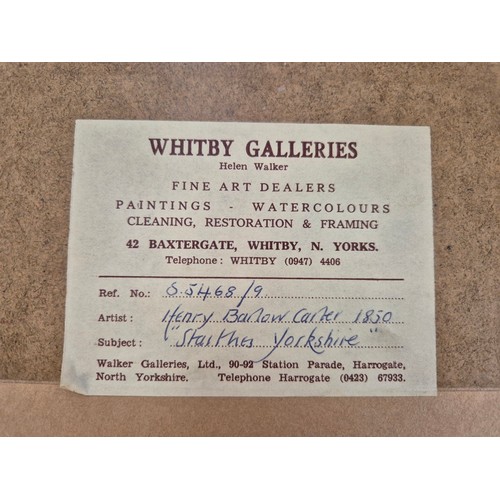 WHITBY GALLERIES
Helen Walker
FINE ART DEALERS
PAINTINGS - WATERCOLOURS
CLEANING, RESTORATION & FRAMING
42 BAXTERGATE, WHITBY, N. YORKS.
Telephone: WHITBY (0947) 4406
Ref. No.: S.5468/9
Artist: Henry Barlow Carter 1850
Subject: "Staithes Yorkshire"
Walker Galleries, Ltd., 90-92 Station Parade, Harrogate,
North Yorkshire. Telephone Harrogate (0423) 67933.